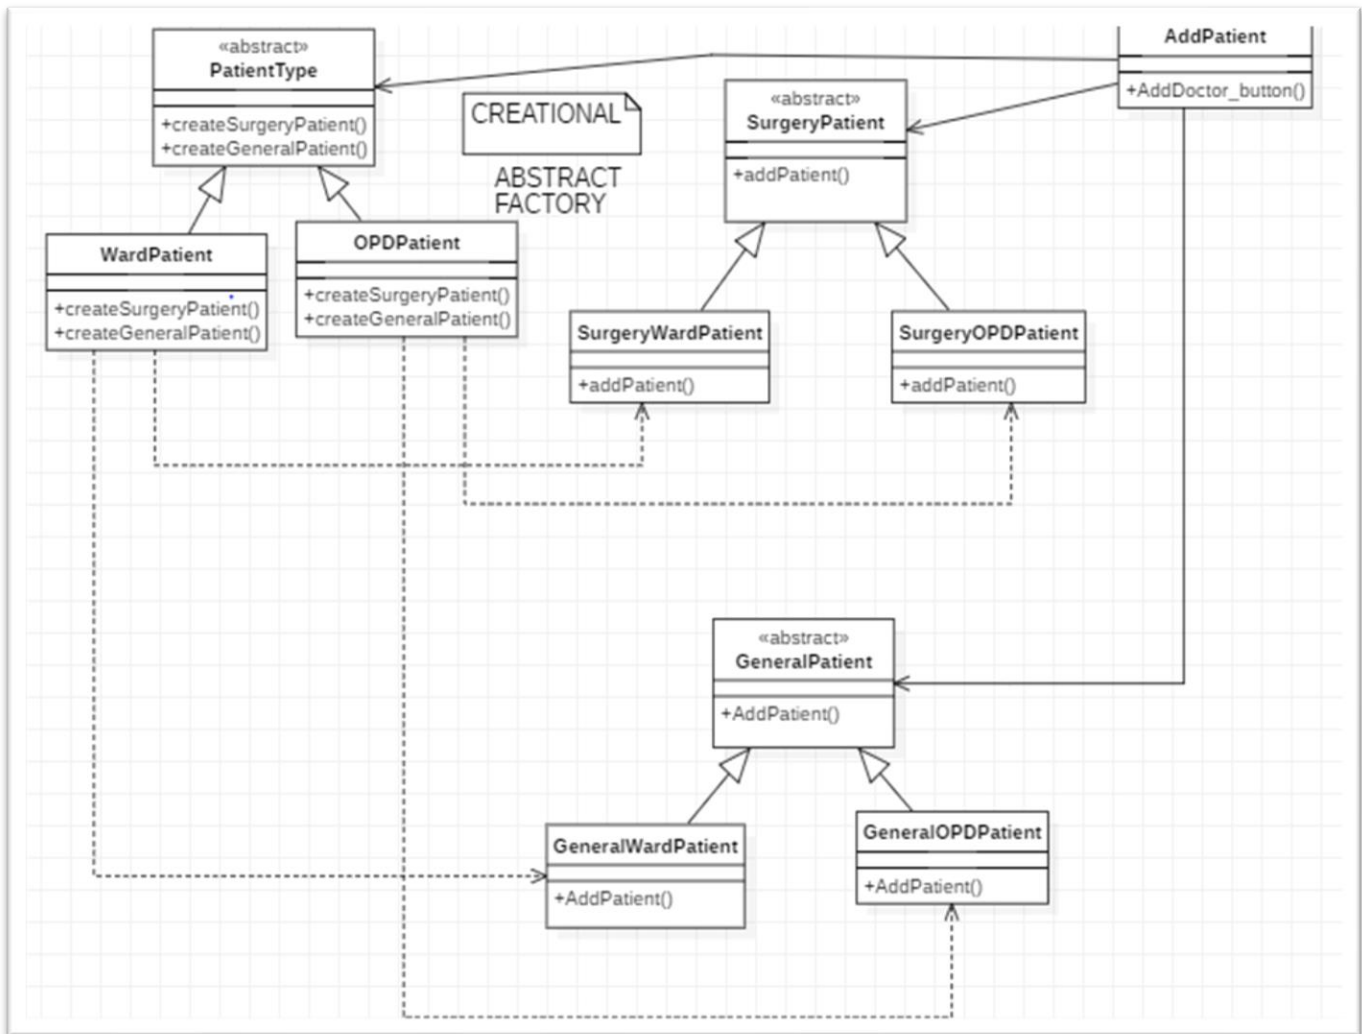 «abstract»
PatientType
+createSurgeryPatient()
+createGeneralPatient()
CREATIONAL
ABSTRACT
FACTORY
«abstract»
SurgeryPatient
+addPatient()
AddPatient
+AddDoctor_button()
WardPatient
+createSurgeryPatient()
+createGeneralPatient()
OPDPatient
+createSurgeryPatient()
+createGeneralPatient()
SurgeryWardPatient
+addPatient()
SurgeryOPDPatient
+addPatient()
«abstract»
GeneralPatient
+AddPatient()
GeneralWardPatient
+AddPatient()
GeneralOPDPatient
+AddPatient()